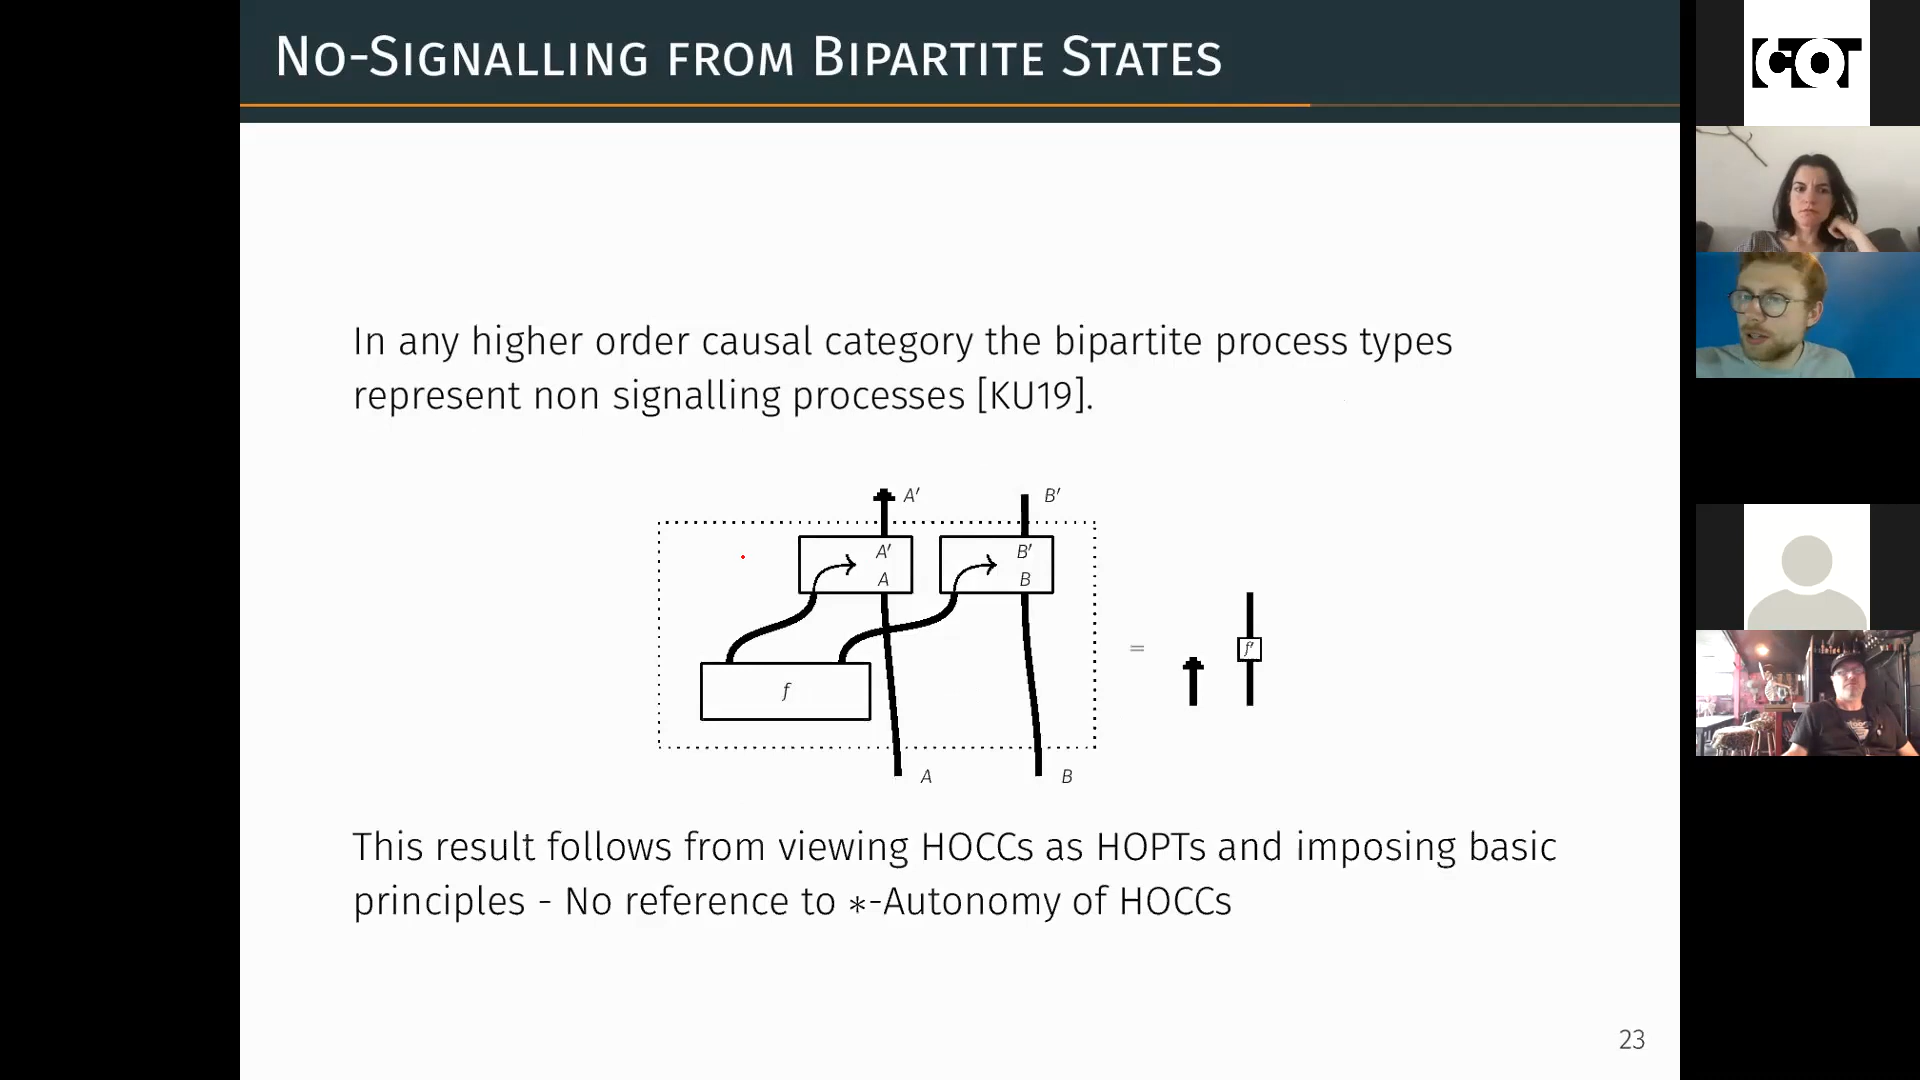 No-Signalling from Bipartite States
In any higher order causal category the bipartite process types
represent non signalling processes [KU19].
A′ B′
A′ B′
A B
=
f′
f
A B
This result follows from viewing HOCCs as HOPTs and imposing basic
principles - No reference to ∗-Autonomy of HOCCs
23